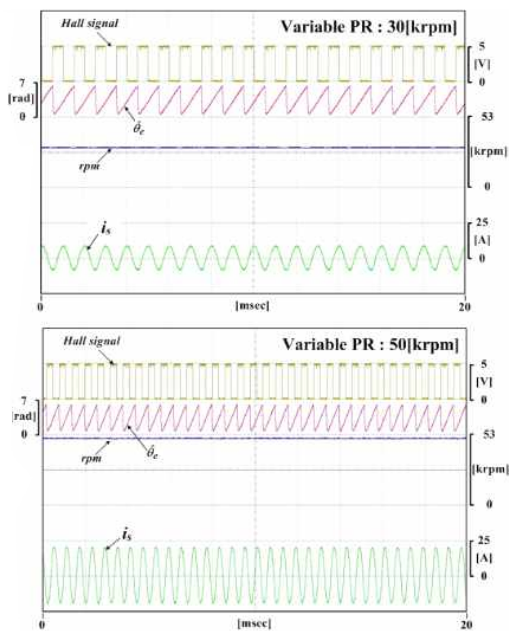 Hall signal
Variable PR : 30[krpm]
5
[V]
0
7
[rad]
0
θ̂e
53
rpm
[krpm]
0
is
25
[A]
0
0
[msec]
20
Hall signal
Variable PR : 50[krpm]
5
[V]
0
7
[rad]
0
θ̂e
53
rpm
[krpm]
0
is
25
[A]
0
0
[msec]
20